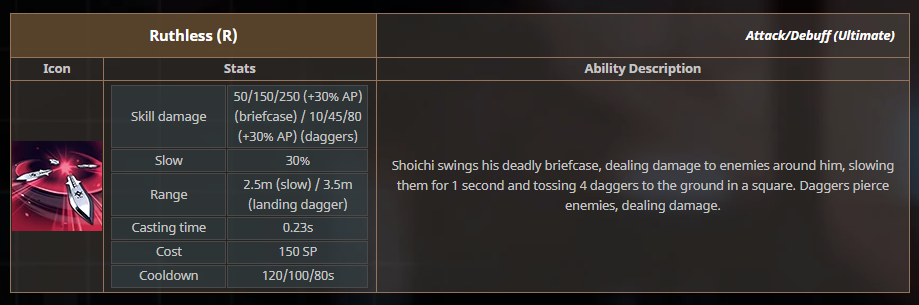 Ruthless (R)
Attack/Debuff (Ultimate)
Icon
Stats
Ability Description
Skill damage
50/150/250 (+30% AP)
(briefcase) / 10/45/80
(+30% AP) (daggers)
Slow
30%
Range
2.5m (slow) / 3.5m
(landing dagger)
Casting time
0.23s
Cost
150 SP
Cooldown
120/100/80s
Shoichi swings his deadly briefcase, dealing damage to enemies around him, slowing
them for 1 second and tossing 4 daggers to the ground in a square. Daggers pierce
enemies, dealing damage.